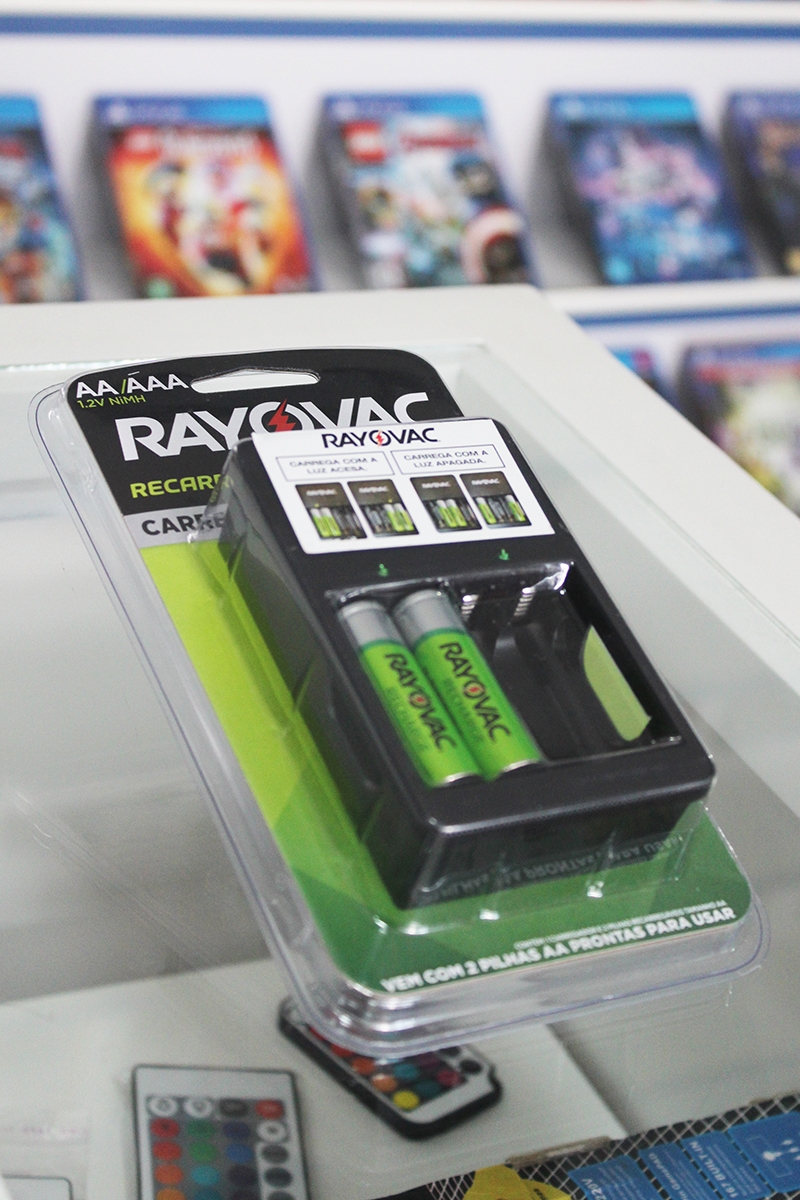 AA/AAA
1.2V NiMH
RAYOVAC
RECARR
CARRE
RAYOVAC
CARREGA COM A
LUZ ACESA.
CARREGA COM A
LUZ APAGADA.
RAYOVAC
RAYOVAC
VEM COM 2 PILHAS AA PRONTAS PARA USAR